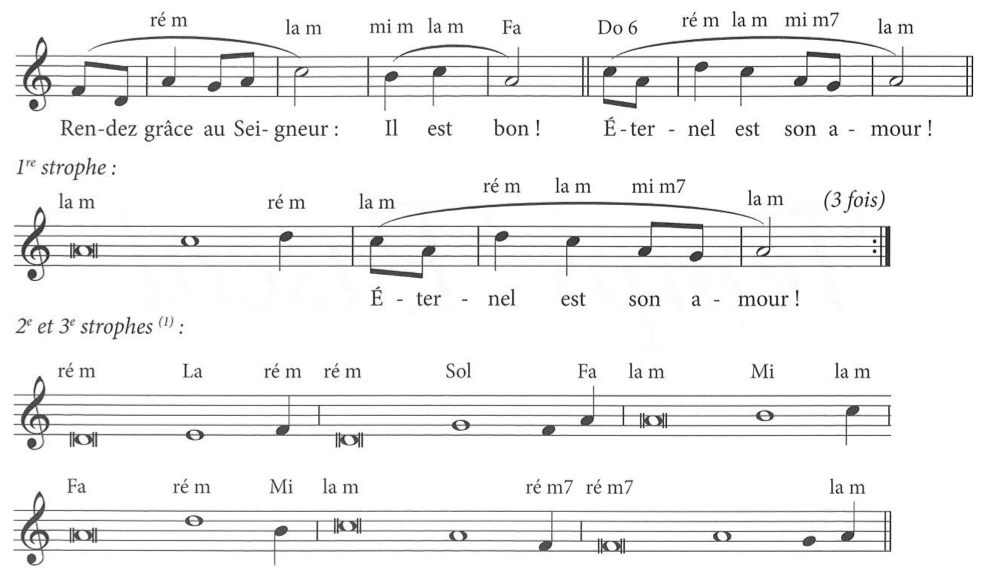 ré m la m mi m la m Fa Do 6 ré m la m mi m7 la m
Ren-dez grâce au Sei-gneur : Il est bon ! É-ter - nel est son a - mour !
1re strophe :
la m ré m la m ré m la m mi m7 la m (3 fois)
É - ter - nel est son a - mour !
2e et 3e strophes (1) :
ré m La ré m ré m Sol Fa la m Mi la m
Fa ré m Mi la m ré m7 ré m7 la m